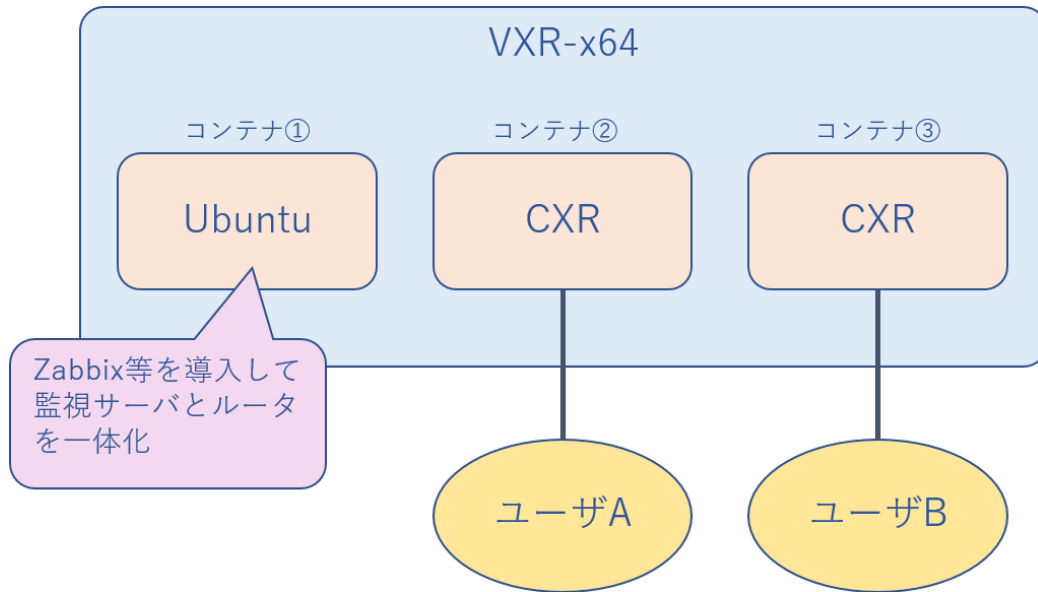 VXR-x64
コンテナ①
コンテナ②
コンテナ③
Ubuntu
CXR
CXR
Zabbix等を導入して
監視サーバとルータ
を一体化
ユーザA
ユーザB